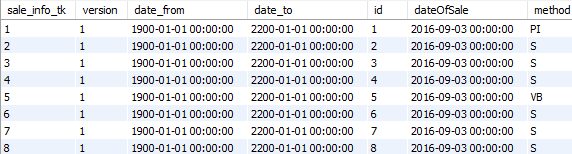 sale_info_tk version date_from date_to id dateOfSale method
1 1 1900-01-01 00:00:00 2200-01-01 00:00:00 1 2016-09-03 00:00:00 PI
2 1 1900-01-01 00:00:00 2200-01-01 00:00:00 2 2016-09-03 00:00:00 S
3 1 1900-01-01 00:00:00 2200-01-01 00:00:00 3 2016-09-03 00:00:00 S
4 1 1900-01-01 00:00:00 2200-01-01 00:00:00 4 2016-09-03 00:00:00 S
5 1 1900-01-01 00:00:00 2200-01-01 00:00:00 5 2016-09-03 00:00:00 VB
6 1 1900-01-01 00:00:00 2200-01-01 00:00:00 6 2016-09-03 00:00:00 S
7 1 1900-01-01 00:00:00 2200-01-01 00:00:00 7 2016-09-03 00:00:00 S
8 1 1900-01-01 00:00:00 2200-01-01 00:00:00 8 2016-09-03 00:00:00 S